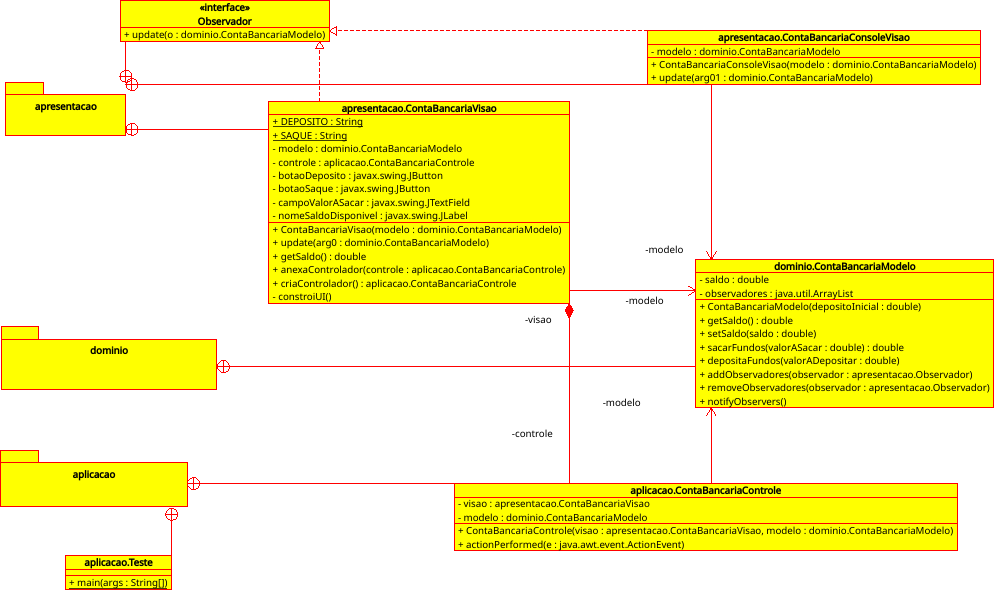 «interface»
Observador
+ update(o : dominio.ContaBancariaModelo)
apresentacao.ContaBancariaConsoleVisao
- modelo : dominio.ContaBancariaModelo
+ ContaBancariaConsoleVisao(modelo : dominio.ContaBancariaModelo)
+ update(arg01 : dominio.ContaBancariaModelo)
apresentacao
apresentacao.ContaBancariaVisao
+ DEPOSITO : String
+ SAQUE : String
- modelo : dominio.ContaBancariaModelo
- controle : aplicacao.ContaBancariaControle
- botaoDeposito : javax.swing.JButton
- botaoSaque : javax.swing.JButton
- campoValorASacar : javax.swing.JTextField
- nomeSaldoDisponivel : javax.swing.JLabel
+ ContaBancariaVisao(modelo : dominio.ContaBancariaModelo)
+ update(arg0 : dominio.ContaBancariaModelo)
+ getSaldo() : double
+ anexaControlador(controle : aplicacao.ContaBancariaControle)
+ criaControlador() : aplicacao.ContaBancariaControle
- constroiUI()
-modelo
dominio.ContaBancariaModelo
- saldo : double
- observadores : java.util.ArrayList
+ ContaBancariaModelo(depositoInicial : double)
+ getSaldo() : double
+ setSaldo(saldo : double)
+ sacarFundos(valorASacar : double) : double
+ depositaFundos(valorADepositar : double)
+ addObservadores(observador : apresentacao.Observador)
+ removeObservadores(observador : apresentacao.Observador)
+ notifyObservers()
-modelo
-visao
dominio
-modelo
-controle
aplicacao
aplicacao.ContaBancariaControle
- visao : apresentacao.ContaBancariaVisao
- modelo : dominio.ContaBancariaModelo
+ ContaBancariaControle(visao : apresentacao.ContaBancariaVisao, modelo : dominio.ContaBancariaModelo)
+ actionPerformed(e : java.awt.event.ActionEvent)
aplicacao.Teste
+ main(args : String[])